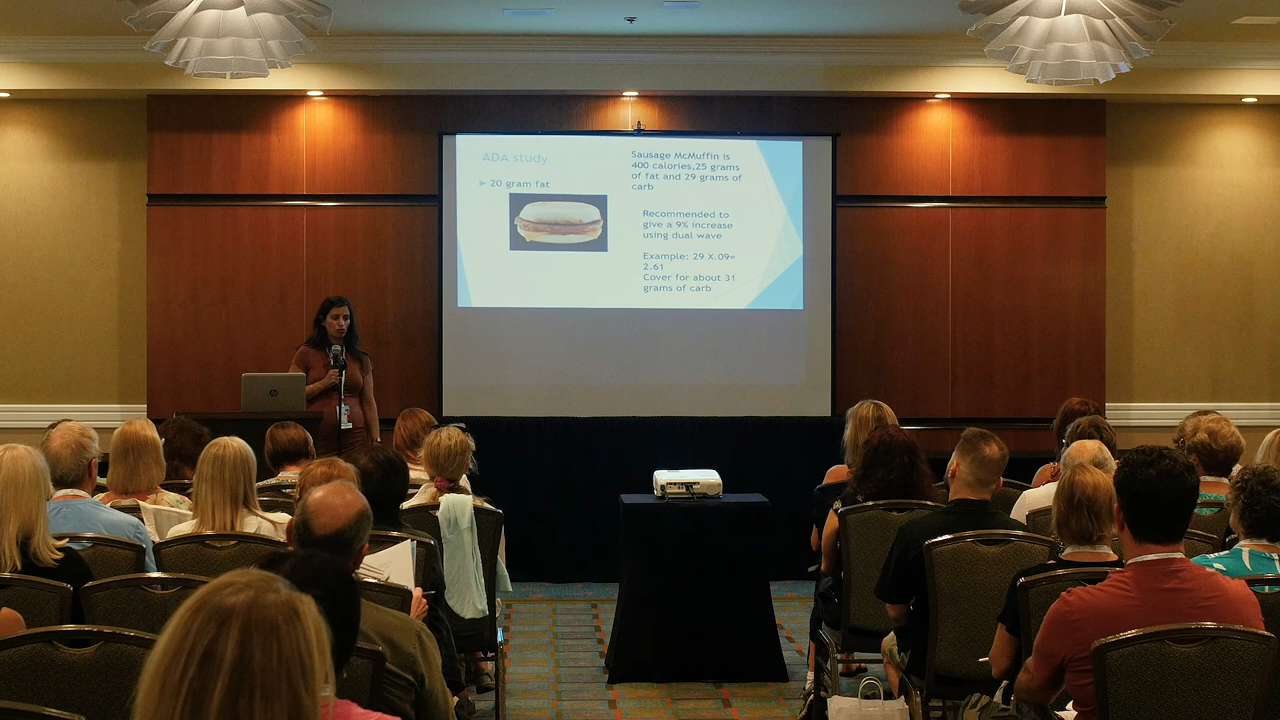 ADA study
20 gram fat
Sausage McMuffin is
400 calories,25 grams
of fat and 29 grams of
carb
Recommended to
give a 9% increase
using dual wave
Example: 29 X.09=
2.61
Cover for about 31
grams of carb
hp